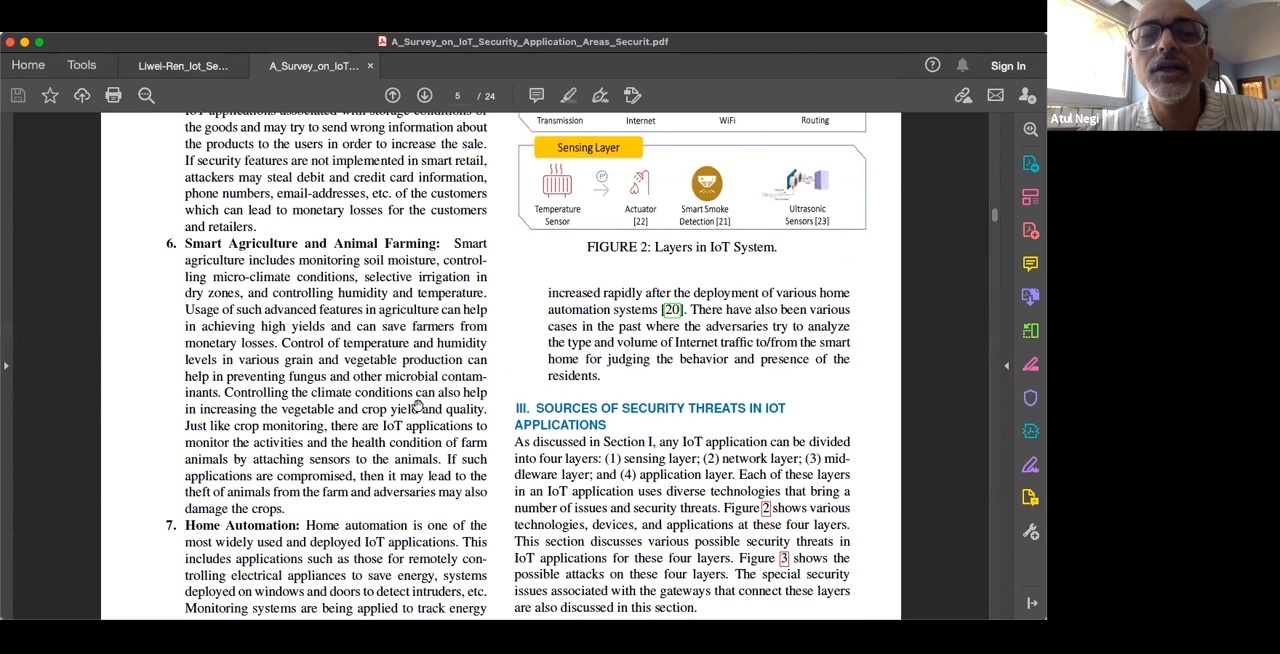 A_Survey_on_IoT_Security_Application_Areas_Securit.pdf
Home Tools Liwei-Ren_Iot_Se... A_Survey_on_IoT... × Sign In
5 / 24
Atul Negi
IoT applications associated with storage conditions of
the goods and may try to send wrong information about
the products to the users in order to increase the sale.
If security features are not implemented in smart retail,
attackers may steal debit and credit card information,
phone numbers, email-addresses, etc. of the customers
which can lead to monetary losses for the customers
and retailers.
6. Smart Agriculture and Animal Farming: Smart
agriculture includes monitoring soil moisture, control-
ling micro-climate conditions, selective irrigation in
dry zones, and controlling humidity and temperature.
Usage of such advanced features in agriculture can help
in achieving high yields and can save farmers from
monetary losses. Control of temperature and humidity
levels in various grain and vegetable production can
help in preventing fungus and other microbial contam-
inants. Controlling the climate conditions can also help
in increasing the vegetable and crop yield and quality.
Just like crop monitoring, there are IoT applications to
monitor the activities and the health condition of farm
animals by attaching sensors to the animals. If such
applications are compromised, then it may lead to the
theft of animals from the farm and adversaries may also
damage the crops.
7. Home Automation: Home automation is one of the
most widely used and deployed IoT applications. This
includes applications such as those for remotely con-
trolling electrical appliances to save energy, systems
deployed on windows and doors to detect intruders, etc.
Monitoring systems are being applied to track energy
Transmission Internet WiFi Routing
Sensing Layer
Temperature Actuator Smart Smoke Ultrasonic
Sensor [22] Detection [21] Sensors [23]
FIGURE 2: Layers in IoT System.
increased rapidly after the deployment of various home
automation systems [20]. There have also been various
cases in the past where the adversaries try to analyze
the type and volume of Internet traffic to/from the smart
home for judging the behavior and presence of the
residents.
III. SOURCES OF SECURITY THREATS IN IOT
APPLICATIONS
As discussed in Section I, any IoT application can be divided
into four layers: (1) sensing layer; (2) network layer; (3) mid-
dleware layer; and (4) application layer. Each of these layers
in an IoT application uses diverse technologies that bring a
number of issues and security threats. Figure 2 shows various
technologies, devices, and applications at these four layers.
This section discusses various possible security threats in
IoT applications for these four layers. Figure 3 shows the
possible attacks on these four layers. The special security
issues associated with the gateways that connect these layers
are also discussed in this section.